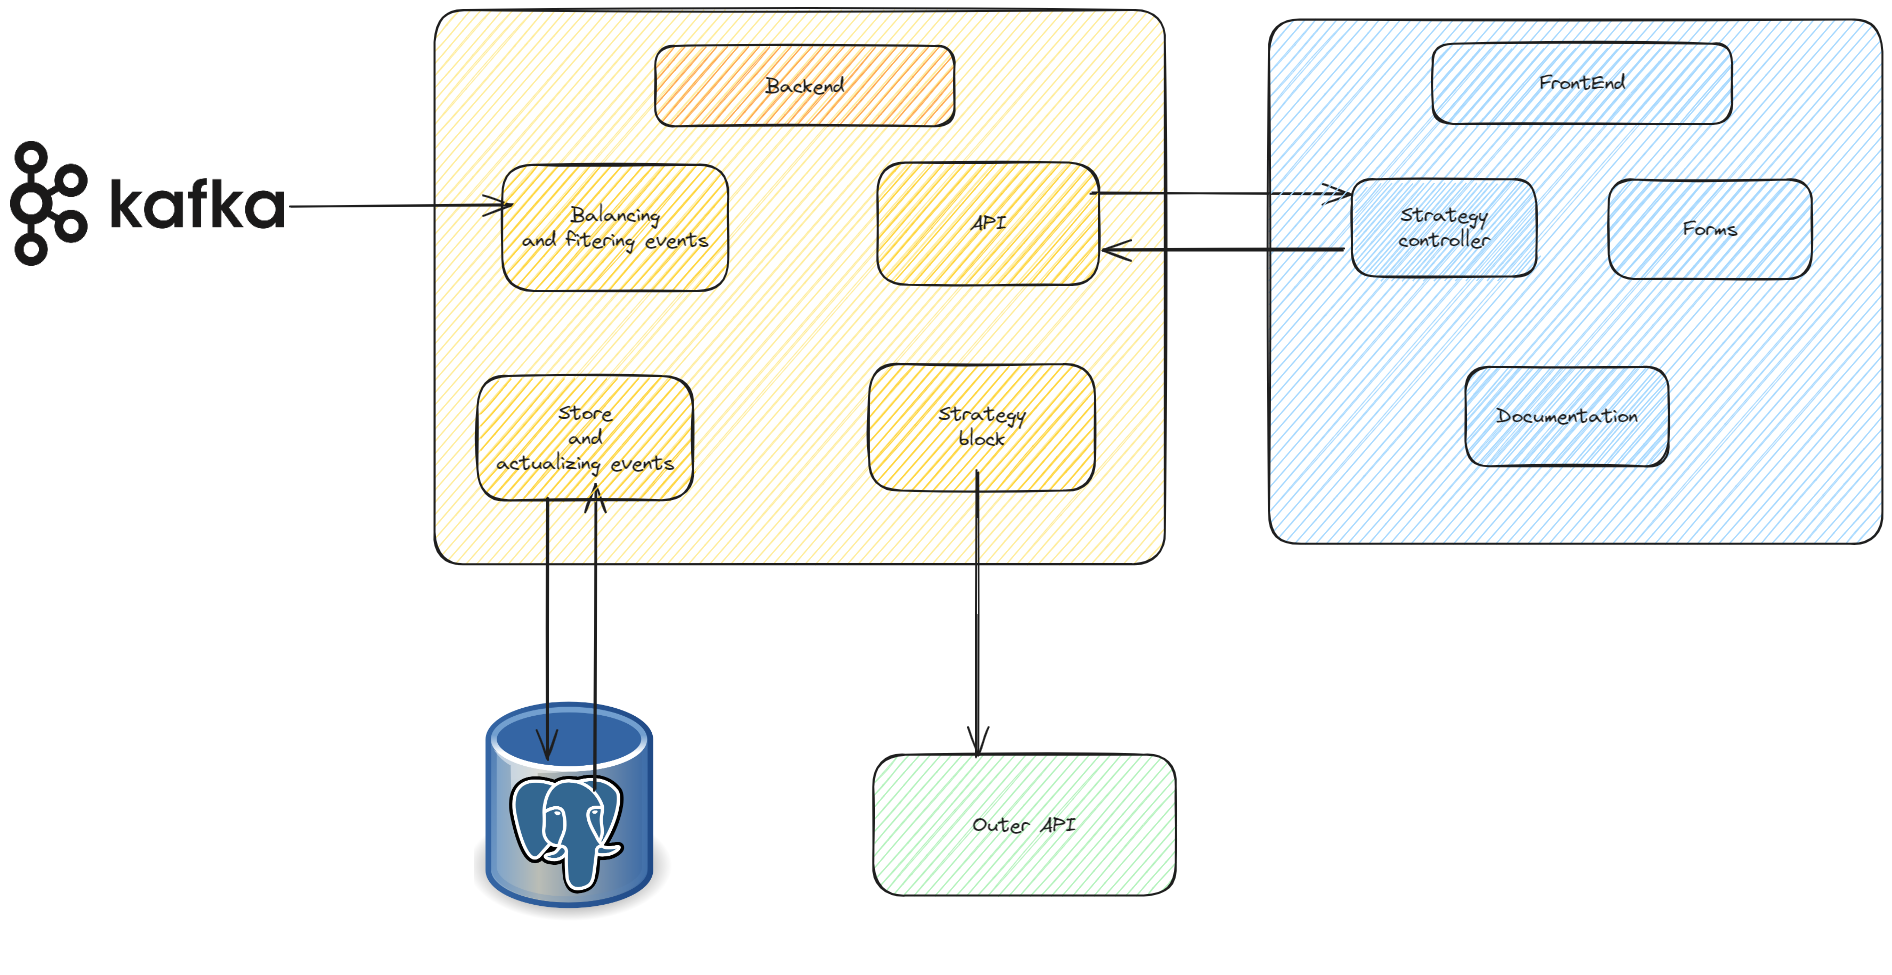 Backend
FrontEnd
kafka
Balancing
and fitering events
API
Strategy
controller
Forms
Store
and
actualizing events
Strategy
block
Documentation
Outer API